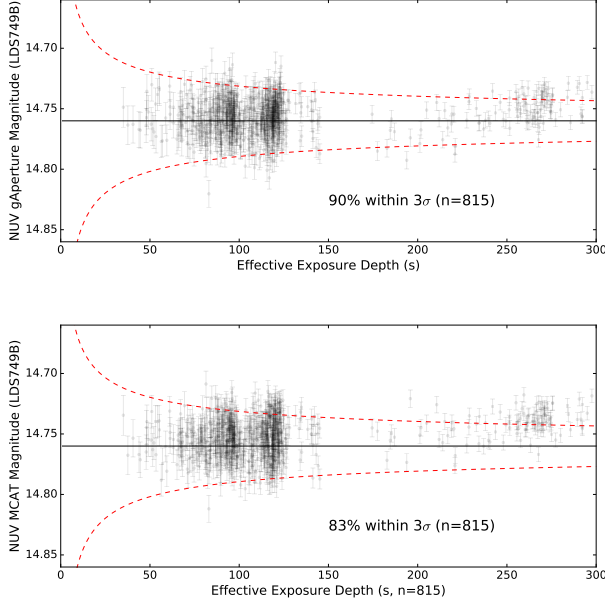 NUV gAperture Magnitude (LDS749B)
14.70
14.75
14.80
14.85
90% within 3σ (n=815)
0 50 100 150 200 250 300
Effective Exposure Depth (s)
NUV MCAT Magnitude (LDS749B)
14.70
14.75
14.80
14.85
83% within 3σ (n=815)
0 50 100 150 200 250 300
Effective Exposure Depth (s, n=815)